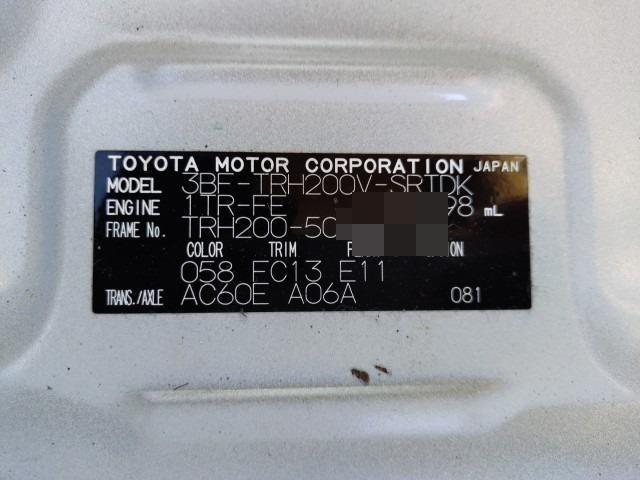 TOYOTA MOTOR CORPORATION JAPAN
MODEL 3BF-TRH200V-SRTDK
ENGINE 1TR-FE 98 mL
FRAME No. TRH200-50
COLOR TRIM
058 FC13 E11
TRANS./AXLE AC60E A06A 081